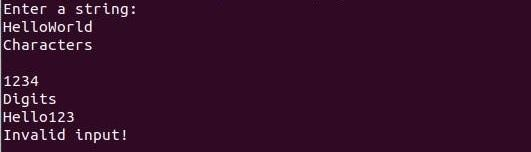 Enter a string:
HelloWorld
Characters

1234
Digits
Hello123
Invalid input!